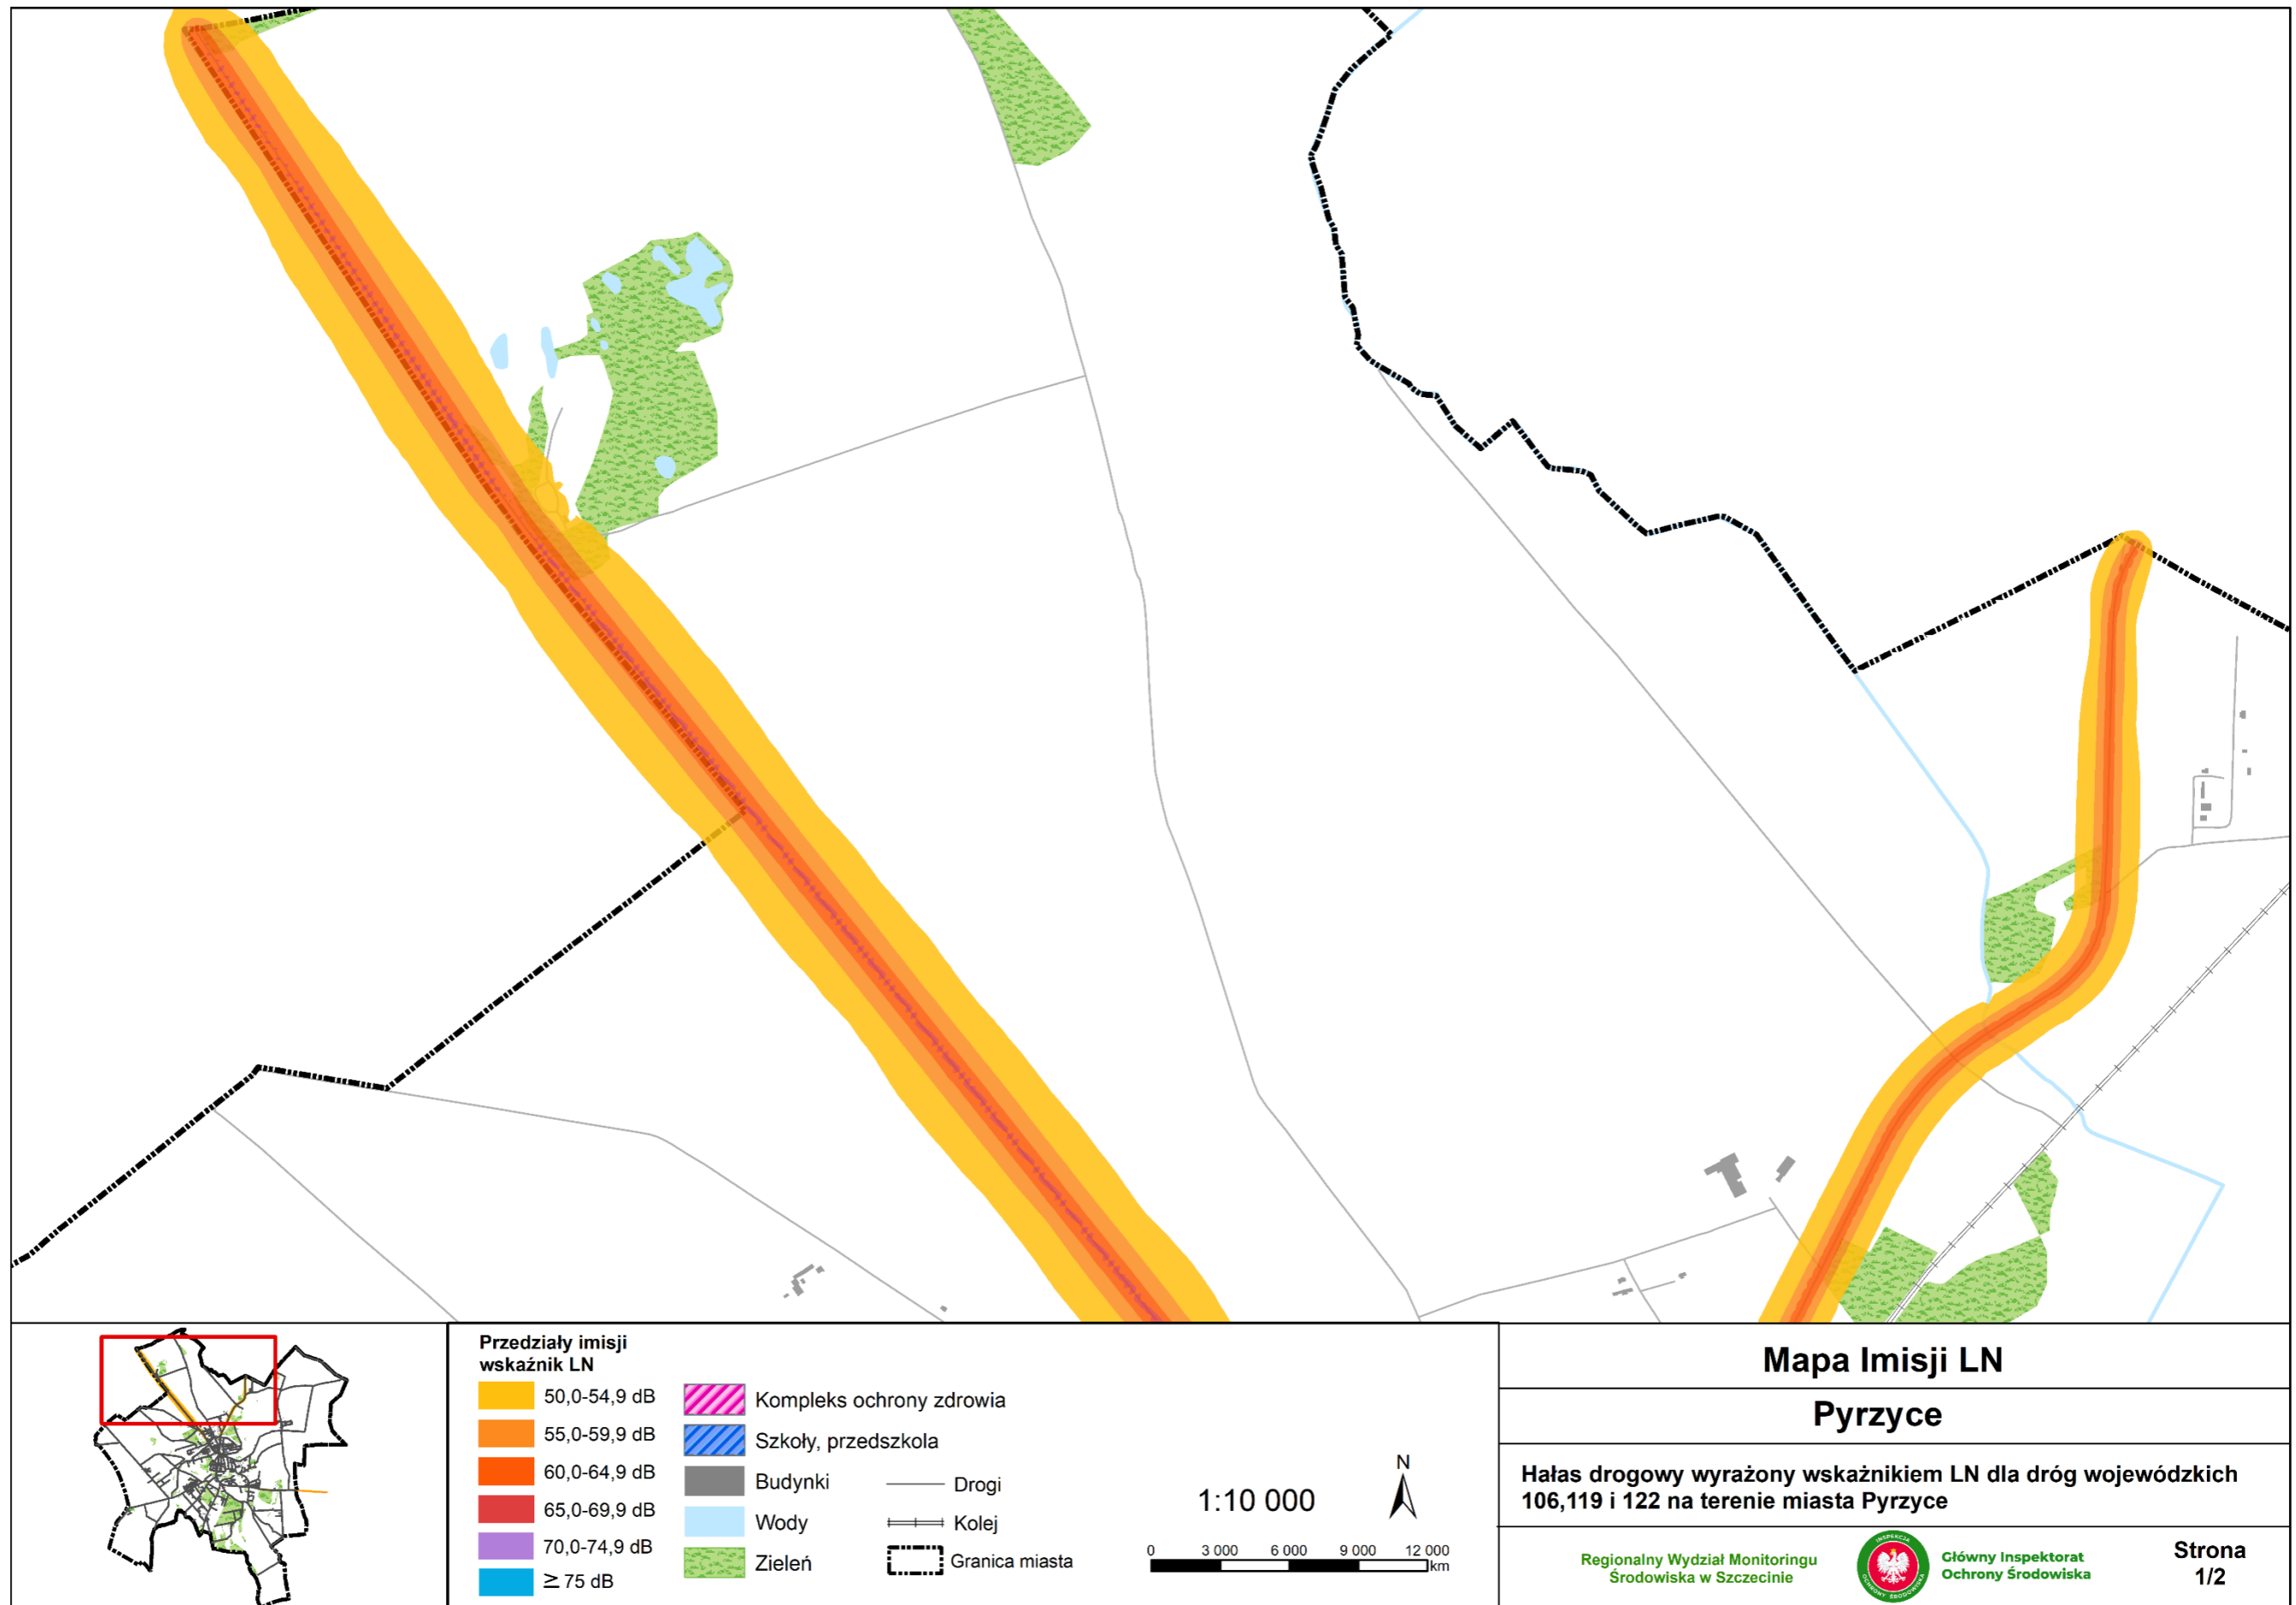 Przedziały imisji
wskaźnik LN
50,0-54,9 dB
55,0-59,9 dB
60,0-64,9 dB
65,0-69,9 dB
70,0-74,9 dB
≥ 75 dB
Kompleks ochrony zdrowia
Szkoły, przedszkola
Budynki
Wody
Zieleń
Drogi
Kolej
Granica miasta
1:10 000
N
0 3 000 6 000 9 000 12 000
km
Mapa Imisji LN
Pyrzyce
Hałas drogowy wyrażony wskaźnikiem LN dla dróg wojewódzkich
106,119 i 122 na terenie miasta Pyrzyce
Regionalny Wydział Monitoringu
Środowiska w Szczecinie
INSPEKCJA
OCHRONY ŚRODOWISKA
Główny Inspektorat
Ochrony Środowiska
Strona
1/2